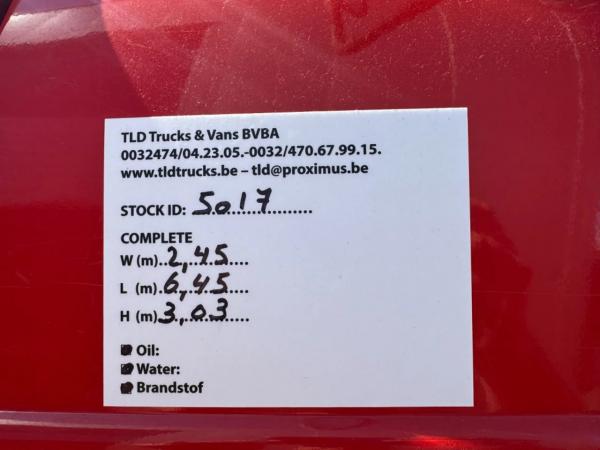 TLD Trucks & Vans BVBA
0032474/04.23.05.-0032/470.67.99.15.
www.tldtrucks.be – tld@proximus.be
STOCK ID: 5017
COMPLETE
W (m)..2,45....
L (m).6,45....
H (m)3,03....
Oil:
Water:
Brandstof